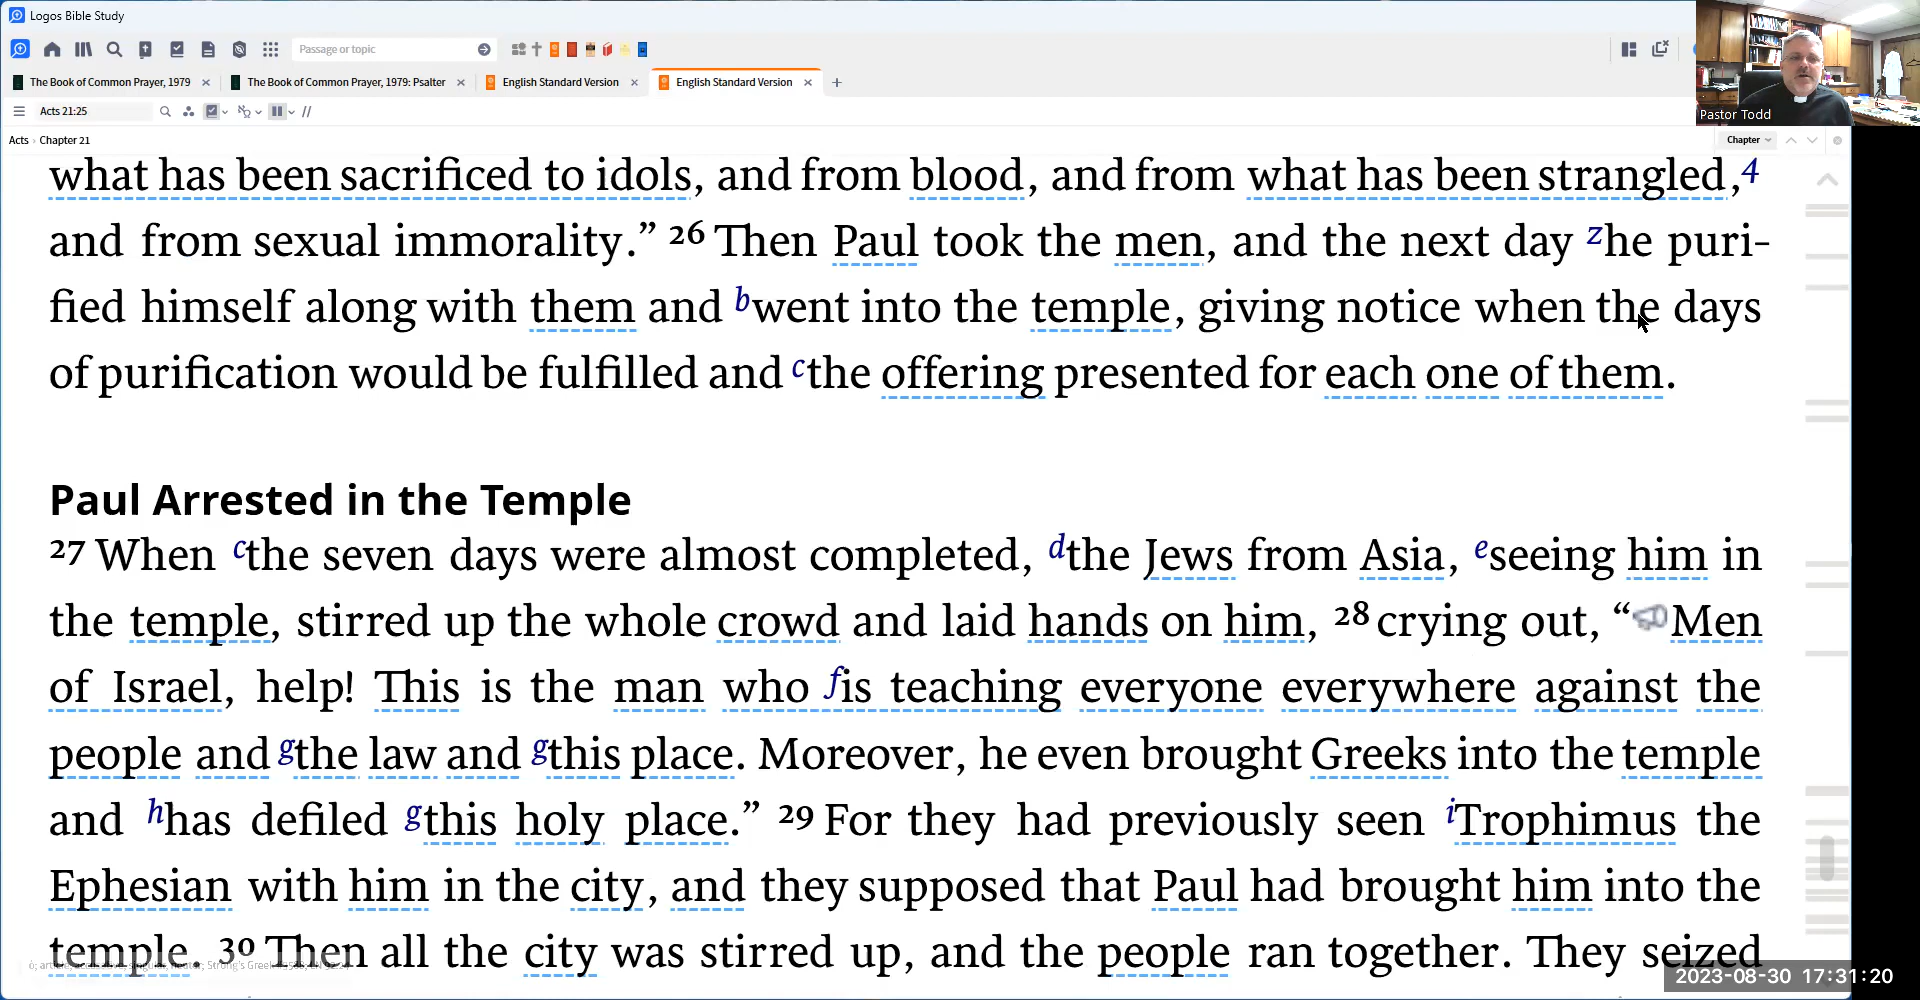 Logos Bible Study
Passage or topic
The Book of Common Prayer, 1979
The Book of Common Prayer, 1979: Psalter
English Standard Version
English Standard Version
Acts 21:25
Pastor Todd
Acts › Chapter 21
Chapter
what has been sacrificed to idols, and from blood, and from what has been strangled,4
and from sexual immorality.” 26 Then Paul took the men, and the next day zhe puri-
fied himself along with them and bwent into the temple, giving notice when the days
of purification would be fulfilled and cthe offering presented for each one of them.
Paul Arrested in the Temple
27 When cthe seven days were almost completed, dthe Jews from Asia, eseeing him in
the temple, stirred up the whole crowd and laid hands on him, 28 crying out, “Men
of Israel, help! This is the man who fis teaching everyone everywhere against the
people and gthe law and gthis place. Moreover, he even brought Greeks into the temple
and hhas defiled gthis holy place.” 29 For they had previously seen iTrophimus the
Ephesian with him in the city, and they supposed that Paul had brought him into the
temple. 30 Then all the city was stirred up, and the people ran together. They seized
2023-08-30 17:31:20